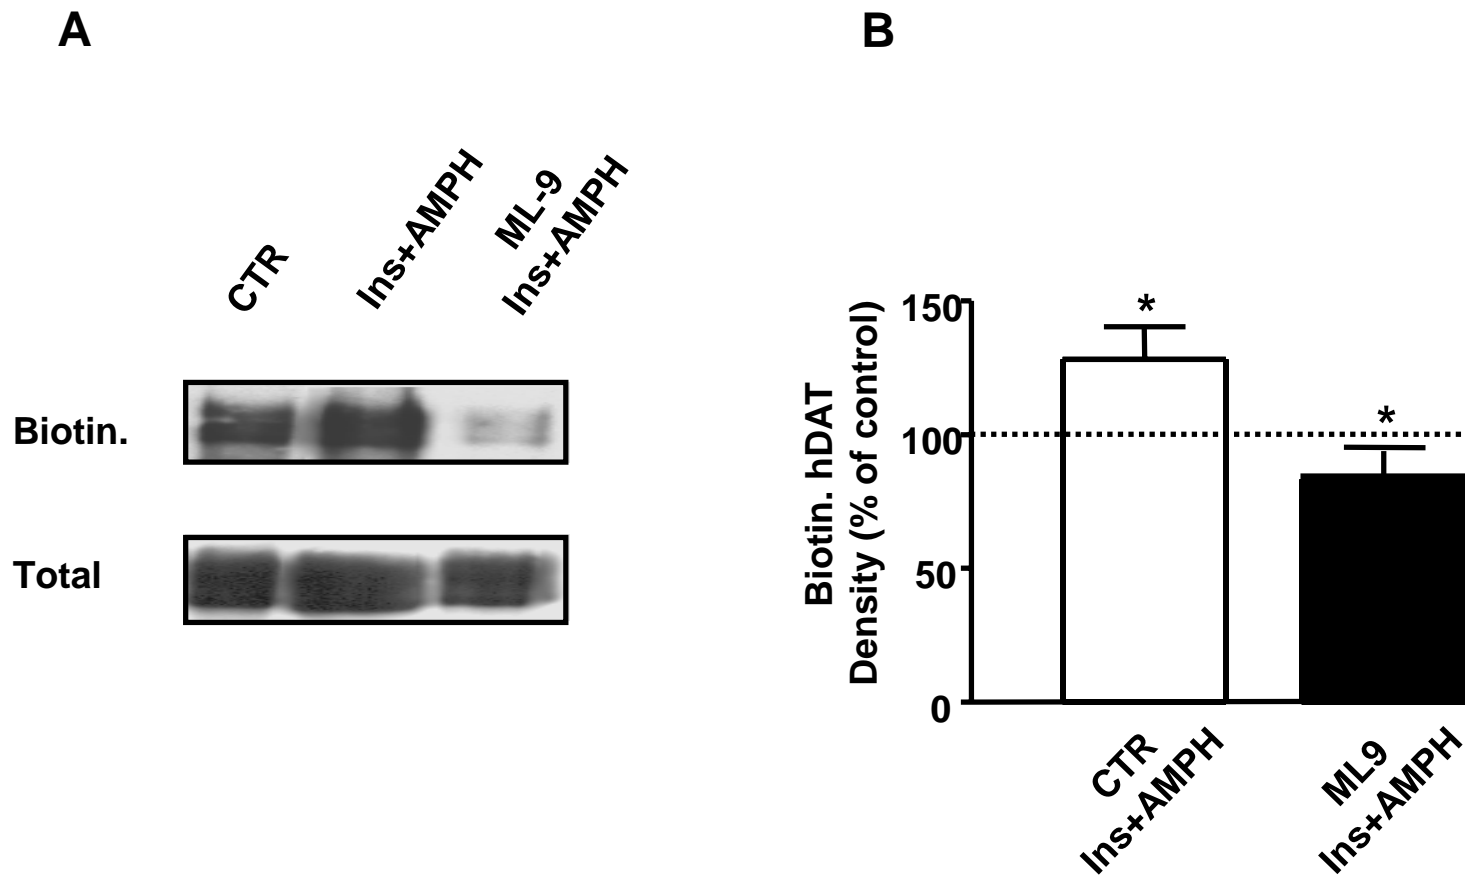 A
CTR
Ins+AMPH
ML-9
Ins+AMPH
Biotin.
Total
B
Biotin. hDAT
Density (% of control)
150
100
50
0
*
*
CTR
Ins+AMPH
ML9
Ins+AMPH